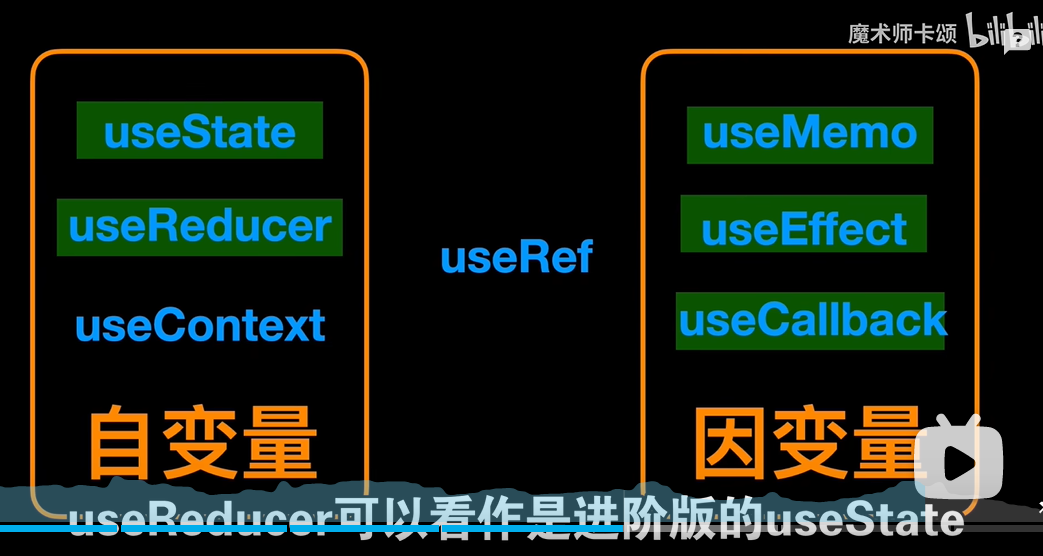 魔术师卡颂
bilibili
useState
useReducer
useContext
自变量
useRef
useMemo
useEffect
useCallback
因变量
useReducer可以看作是进阶版的useState